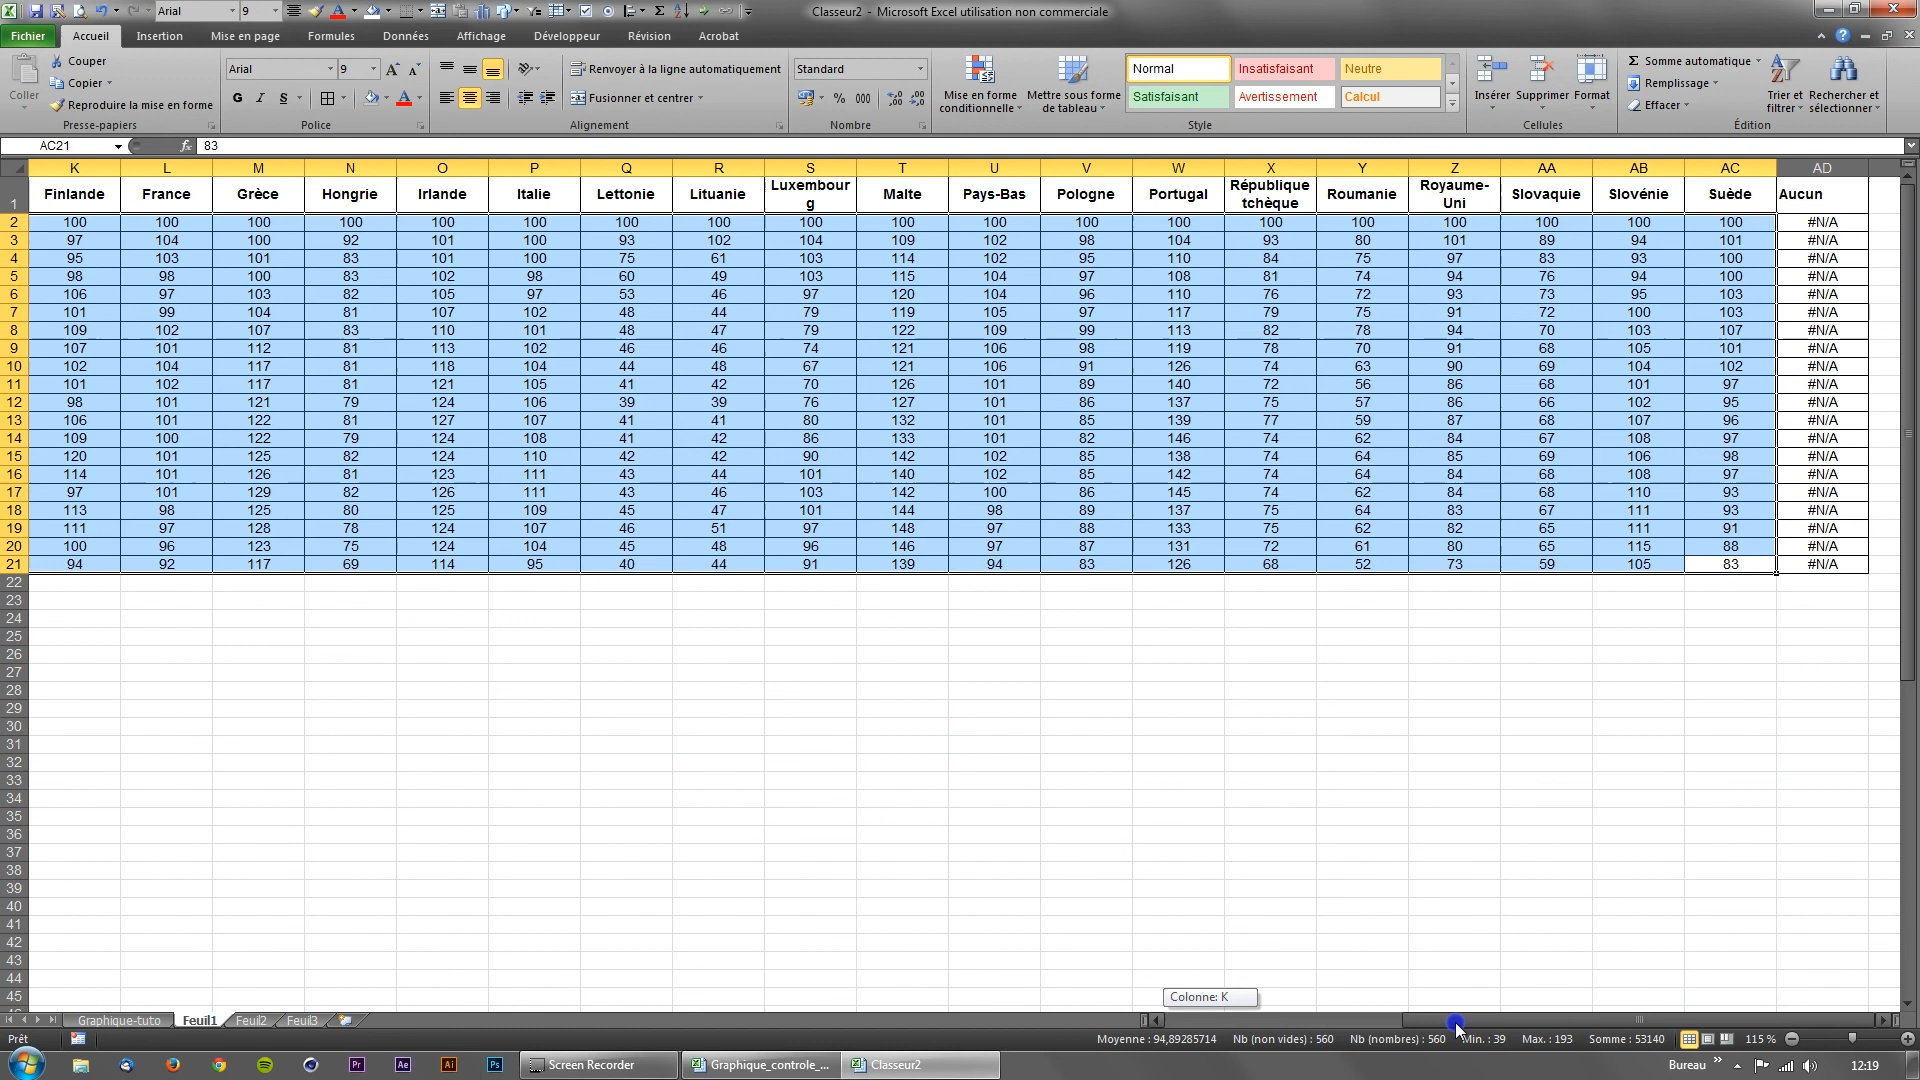 Arial 9 Classeur2 - Microsoft Excel utilisation non commerciale
Fichier Accueil Insertion Mise en page Formules Données Affichage Développeur Révision Acrobat
Coller
Couper
Copier
Reproduire la mise en forme
Presse-papiers
Arial 9
G I S
Police
Renvoyer à la ligne automatiquement
Fusionner et centrer
Alignement
Standard
% 000
Nombre
Mise en forme conditionnelle
Mettre sous forme de tableau
Normal Insatisfaisant Neutre
Satisfaisant Avertissement Calcul
Style
Insérer Supprimer Format
Cellules
Somme automatique
Remplissage
Effacer
Trier et filtrer
Rechercher et sélectionner
Édition
AC21 fx 83
K L M N O P Q R S T U V W X Y Z AA AB AC AD
1 Finlande France Grèce Hongrie Irlande Italie Lettonie Lituanie Luxembourg Malte Pays-Bas Pologne Portugal République tchèque Roumanie Royaume-Uni Slovaquie Slovénie Suède Aucun
2 100 100 100 100 100 100 100 100 100 100 100 100 100 100 100 100 100 100 100 #N/A
3 97 104 100 92 101 100 93 102 104 109 102 98 104 93 80 101 89 94 101 #N/A
4 95 103 101 83 101 100 75 61 103 114 102 95 110 84 75 97 83 93 100 #N/A
5 98 98 100 83 102 98 60 49 103 115 104 97 108 81 74 94 76 94 100 #N/A
6 106 97 103 82 105 97 53 46 97 120 104 96 110 76 72 93 73 95 103 #N/A
7 101 99 104 81 107 102 48 44 79 119 105 97 117 79 75 91 72 100 103 #N/A
8 109 102 107 83 110 101 48 47 79 122 109 99 113 82 78 94 70 103 107 #N/A
9 107 101 112 81 113 102 46 46 74 121 106 98 119 78 70 91 68 105 101 #N/A
10 102 104 117 81 118 104 44 48 67 121 106 91 126 74 63 90 69 104 102 #N/A
11 101 102 117 81 121 105 41 42 70 126 101 89 140 72 56 86 68 101 97 #N/A
12 98 101 121 79 124 106 39 39 76 127 101 86 137 75 57 86 66 102 95 #N/A
13 106 101 122 81 127 107 41 41 80 132 101 85 139 77 59 87 68 107 96 #N/A
14 109 100 122 79 124 108 41 42 86 133 101 82 146 74 62 84 67 108 97 #N/A
15 120 101 125 82 124 110 42 42 90 142 102 85 138 74 64 85 69 106 98 #N/A
16 114 101 126 81 123 111 43 44 101 140 102 85 142 74 64 84 68 108 97 #N/A
17 97 101 129 82 126 111 43 46 103 142 100 86 145 74 62 84 68 110 93 #N/A
18 113 98 125 80 125 109 45 47 101 144 98 89 137 75 64 83 67 111 93 #N/A
19 111 97 128 78 124 107 46 51 97 148 97 88 133 75 62 82 65 111 91 #N/A
20 100 96 123 75 124 104 45 48 96 146 97 87 131 72 61 80 65 115 88 #N/A
21 94 92 117 69 114 95 40 44 91 139 94 83 126 68 52 73 59 105 83 #N/A
22
23
24
25
26
27
28
29
30
31
32
33
34
35
36
37
38
39
40
41
42
43
44
45
Colonne: K
Graphique-tuto Feuil1 Feuil2 Feuil3
Prêt Moyenne : 94,89285714 Nb (non vides) : 560 Nb (nombres) : 560 Min. : 39 Max. : 193 Somme : 53140 115 %
Pr Ae Ai Ps Screen Recorder Graphique_controle_... Classeur2 Bureau 12:19